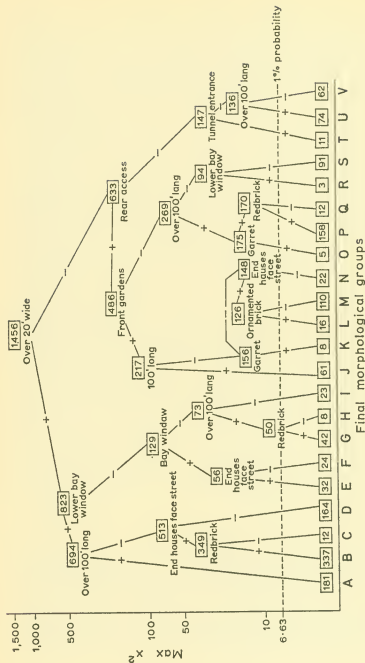 1,500
1,000
500
100
50
10
6·63
Max x²
1,456
Over 20' wide
+
–
823
Lower bay
window
+
–
633
Rear access
+
–
694
Over 100' long
+
–
486
Front gardens
+
–
129
Bay window
+
–
217
100' long
+
–
269
Over 100' long
+
–
147
Tunnel entrance
+
–
513
End houses face street
+
–
73
Over 100' long
+
–
94
Lower bay
window
+
–
349
Redbrick
+
–
56
End
houses
face
street
+
–
156
Garret
+
–
126
Ornamented
brick
+
–
148
End
houses
face
street
+
–
175
Garret
+
–
170
Redbrick
+
–
136
Over 100' long
+
–
50
Redbrick
+
–
1% probability
181
337
12
164
32
24
42
8
23
61
8
16
110
22
5
158
12
3
91
11
74
62
A B C D E F G H I J K L M N O P Q R S T U V
Final morphological groups